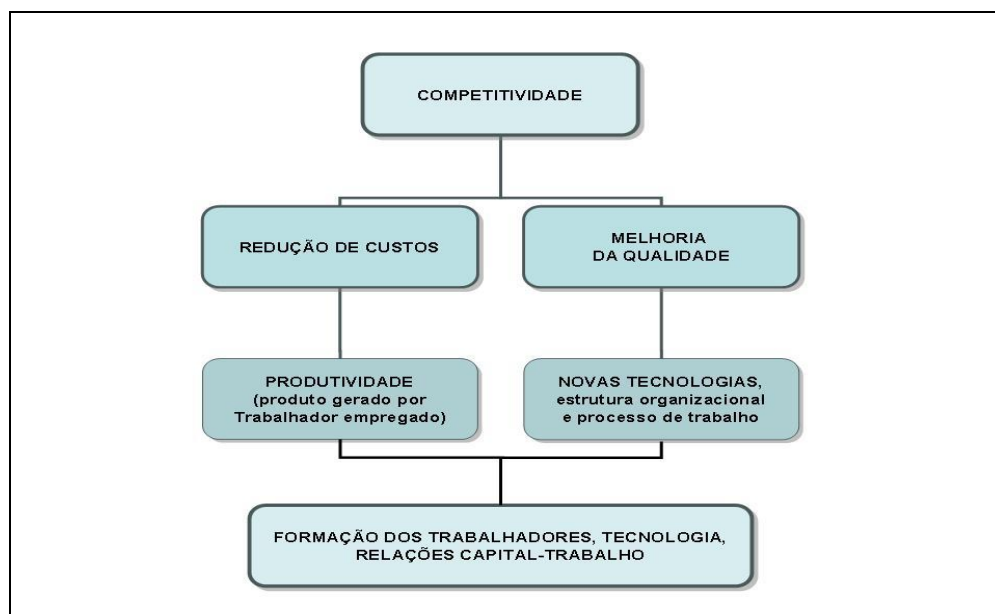 COMPETITIVIDADE
REDUÇÃO DE CUSTOS
MELHORIA
DA QUALIDADE
PRODUTIVIDADE
(produto gerado por
Trabalhador empregado)
NOVAS TECNOLOGIAS,
estrutura organizacional
e processo de trabalho
FORMAÇÃO DOS TRABALHADORES, TECNOLOGIA,
RELAÇÕES CAPITAL-TRABALHO